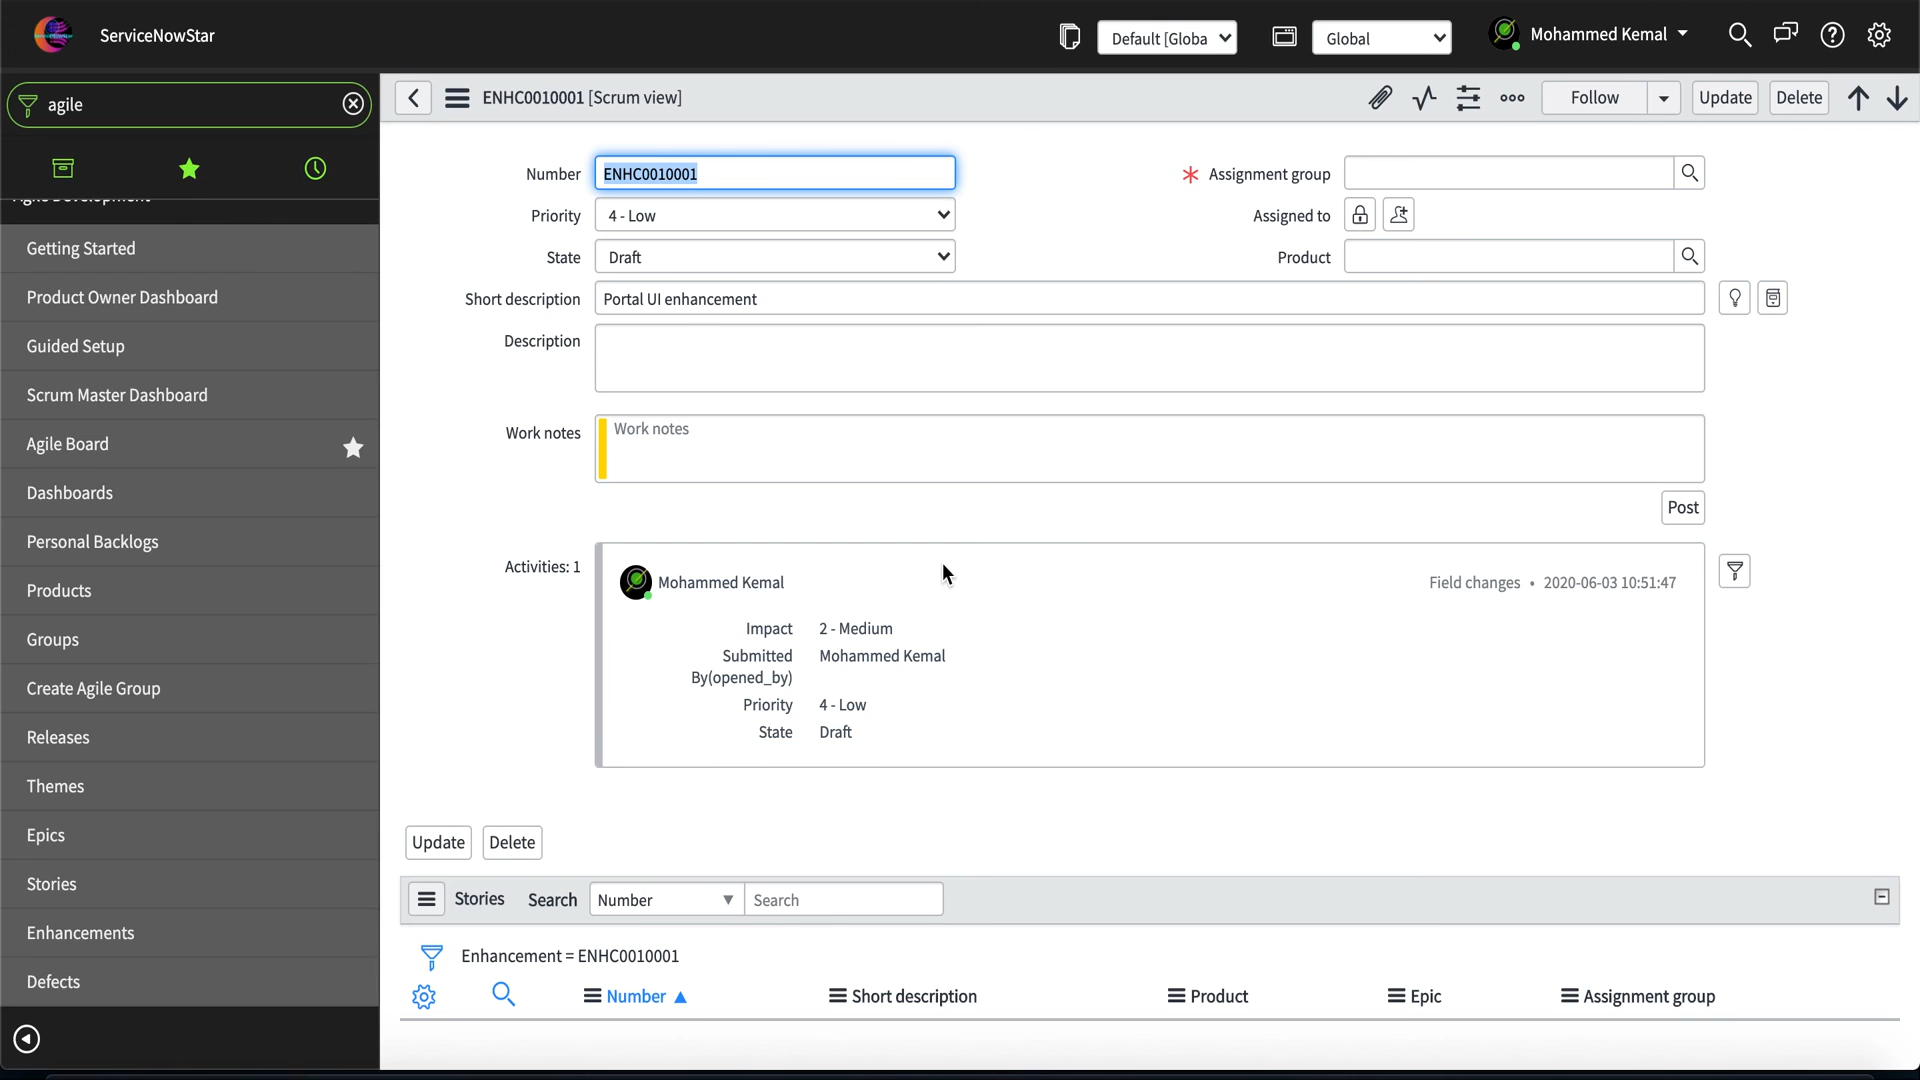 ServiceNowStar
Default [Globa
Global
Mohammed Kemal
agile
Agile Development
Getting Started
Product Owner Dashboard
Guided Setup
Scrum Master Dashboard
Agile Board
Dashboards
Personal Backlogs
Products
Groups
Create Agile Group
Releases
Themes
Epics
Stories
Enhancements
Defects
ENHC0010001 [Scrum view]
Follow
Update
Delete
Number
ENHC0010001
Assignment group
Priority
4 - Low
Assigned to
State
Draft
Product
Short description
Portal UI enhancement
Description
Work notes
Work notes
Post
Activities: 1
Mohammed Kemal
Field changes • 2020-06-03 10:51:47
Impact 2 - Medium
Submitted Mohammed Kemal
By(opened_by)
Priority 4 - Low
State Draft
Update
Delete
Stories Search Number Search
Enhancement = ENHC0010001
Number ▲ Short description Product Epic Assignment group